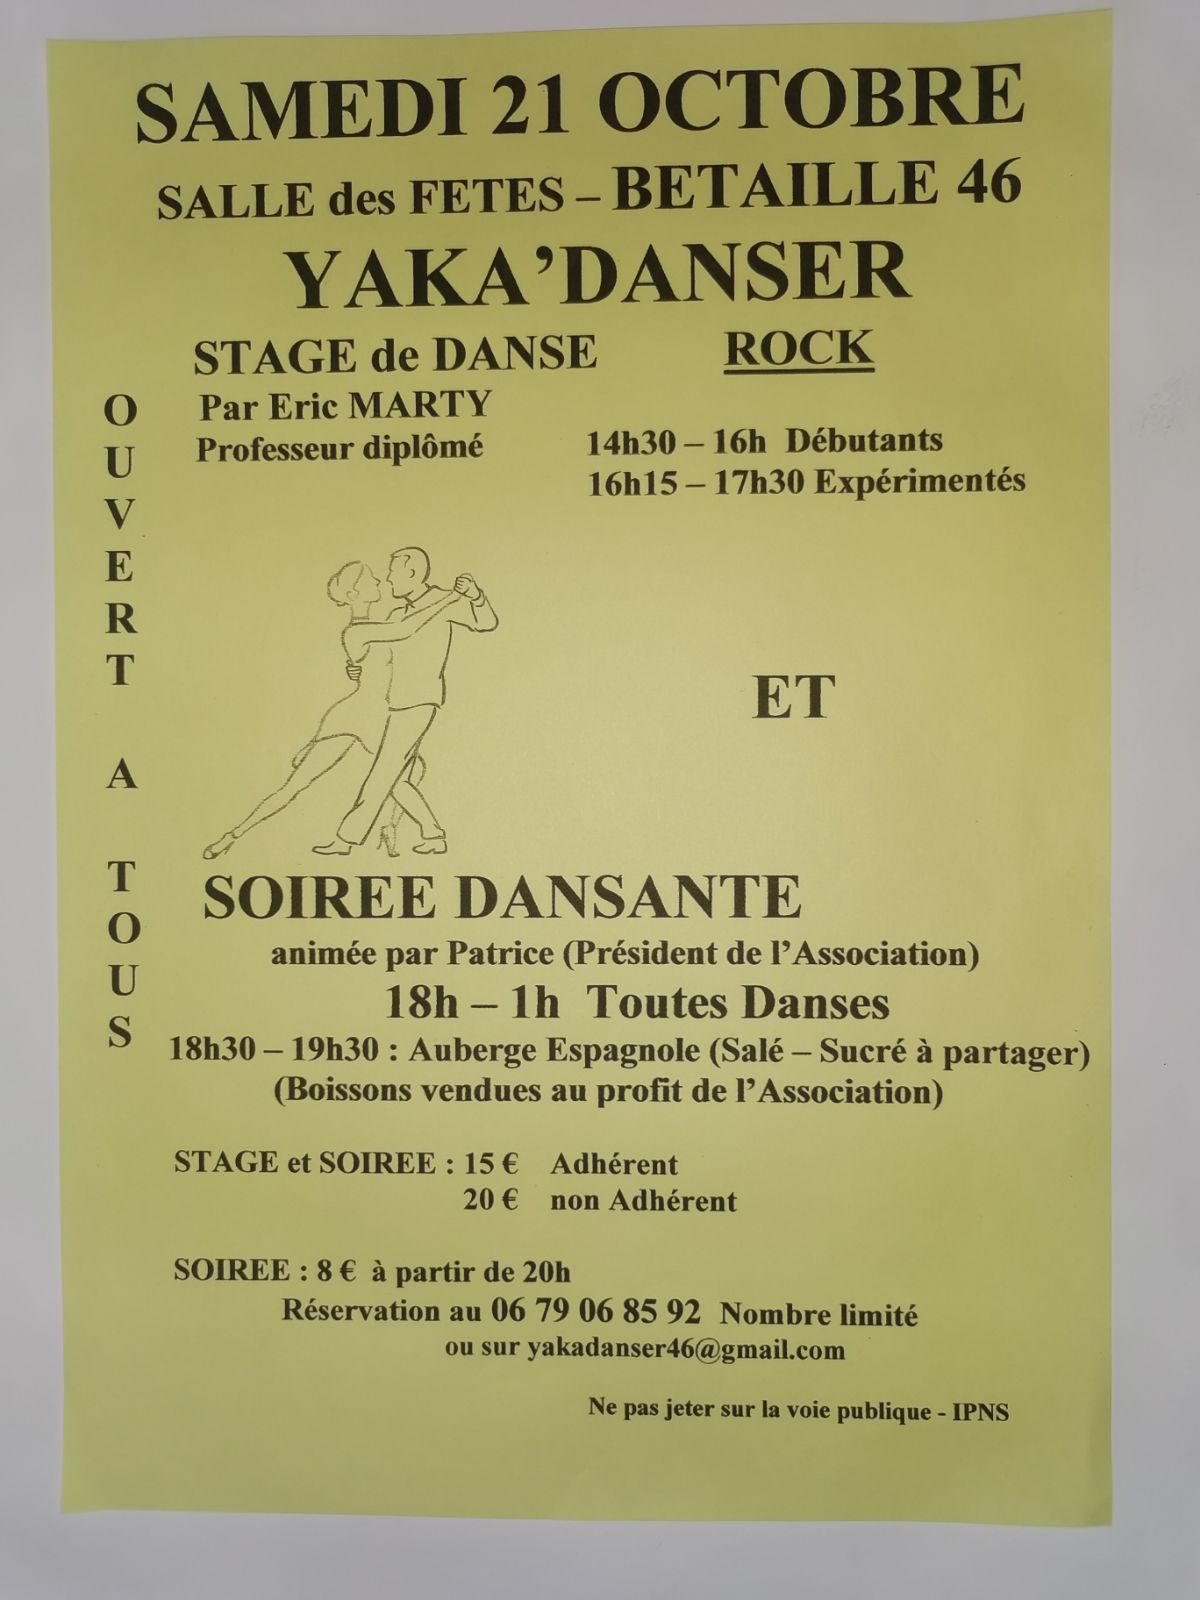 SAMEDI 21 OCTOBRE
SALLE des FETES – BETAILLE 46
YAKA’DANSER
STAGE de DANSE ROCK
Par Eric MARTY
Professeur diplômé
14h30 – 16h Débutants
16h15 – 17h30 Expérimentés
OUVERT A TOUS
ET
SOIREE DANSANTE
animée par Patrice (Président de l’Association)
18h – 1h Toutes Danses
18h30 – 19h30 : Auberge Espagnole (Salé – Sucré à partager)
(Boissons vendues au profit de l’Association)
STAGE et SOIREE : 15 € Adhérent
20 € non Adhérent
SOIREE : 8 € à partir de 20h
Réservation au 06 79 06 85 92 Nombre limité
ou sur yakadanser46@gmail.com
Ne pas jeter sur la voie publique - IPNS